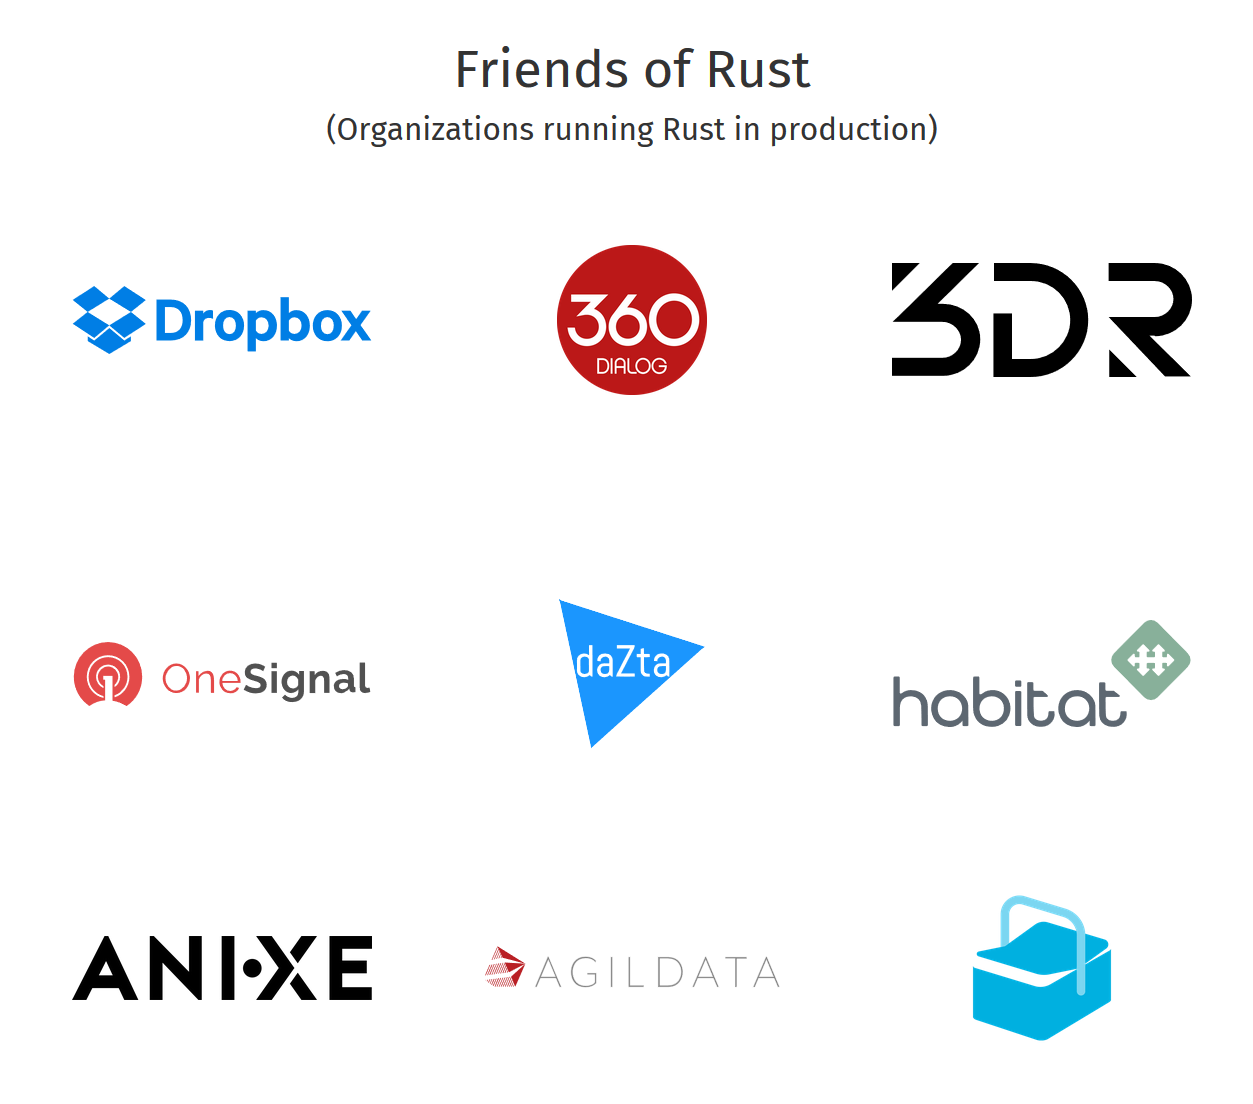 Friends of Rust
(Organizations running Rust in production)
Dropbox
360
DIALOG
3DR
OneSignal
daZta
habitat
ANIXE
AGILDATA